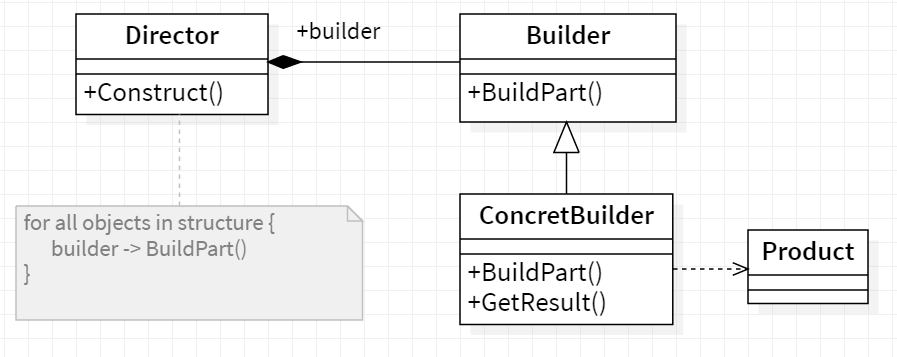 Director
+builder
Builder
+Construct()
+BuildPart()
for all objects in structure {
builder -> BuildPart()
}
ConcretBuilder
+BuildPart()
+GetResult()
Product